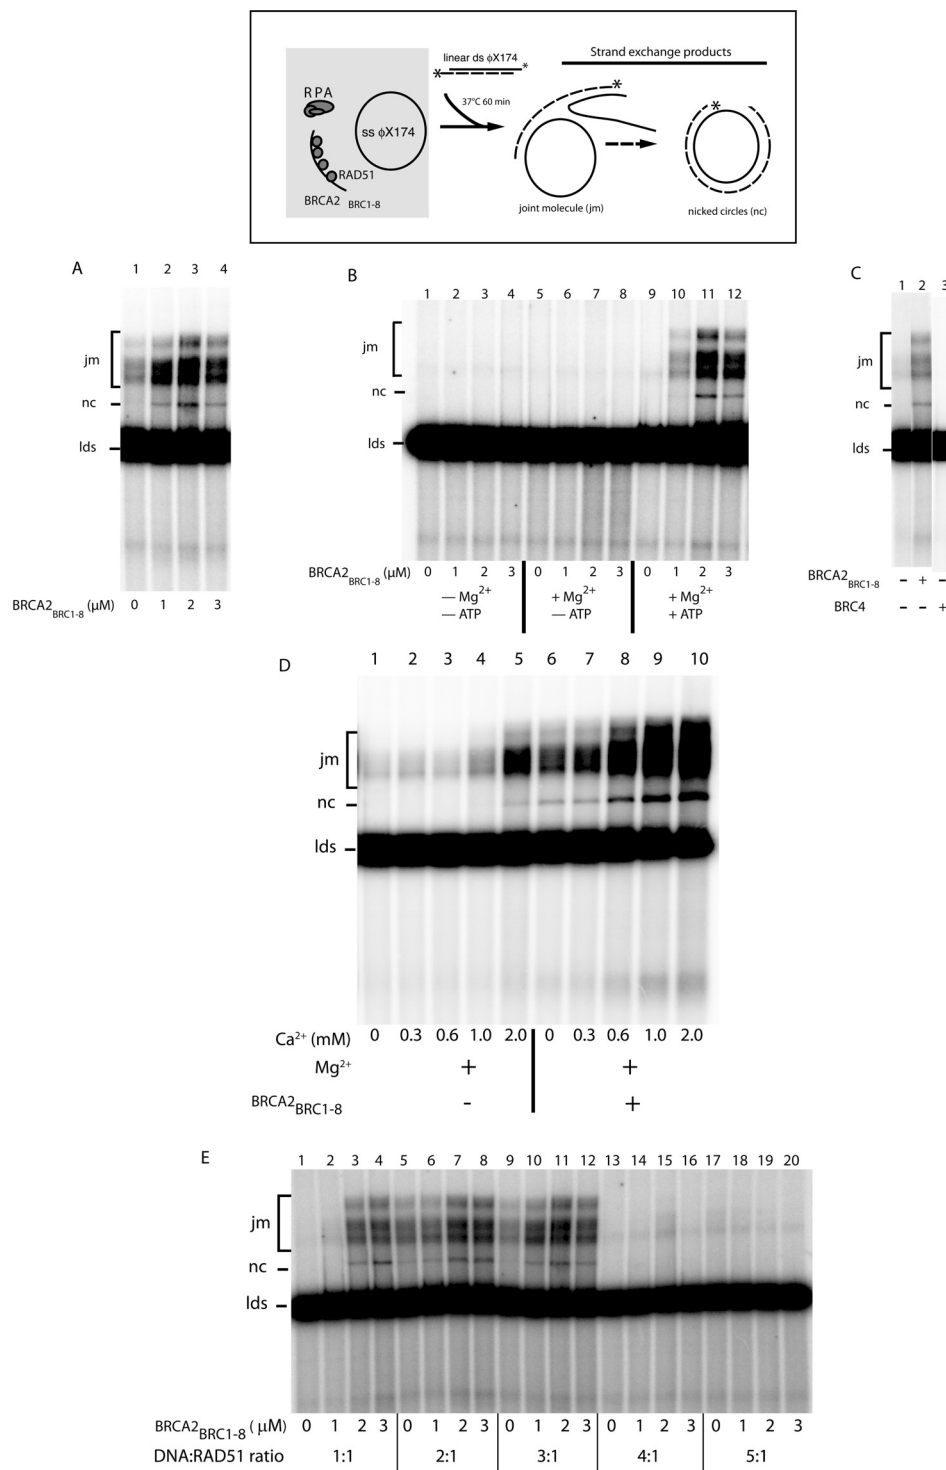 linear ds ϕX174
*
*
Strand exchange products
RPA
37°C 60 min
*
*
ss ϕX174
RAD51
BRCA2 BRC1-8
joint molecule (jm)
nicked circles (nc)
A
1 2 3 4
jm
nc
lds
BRCA2BRC1-8 (µM) 0 1 2 3
B
1 2 3 4 5 6 7 8 9 10 11 12
jm
nc
lds
BRCA2BRC1-8 (µM) 0 1 2 3 0 1 2 3 0 1 2 3
— Mg2+ + Mg2+ + Mg2+
— ATP — ATP + ATP
C
1 2 3
jm
nc
lds
BRCA2BRC1-8 - + -
BRC4 - - +
D
1 2 3 4 5 6 7 8 9 10
jm
nc
lds
Ca2+ (mM) 0 0.3 0.6 1.0 2.0 0 0.3 0.6 1.0 2.0
Mg2+ + +
BRCA2BRC1-8 - +
E
1 2 3 4 5 6 7 8 9 10 11 12 13 14 15 16 17 18 19 20
jm
nc
lds
BRCA2BRC1-8 (µM) 0 1 2 3 0 1 2 3 0 1 2 3 0 1 2 3 0 1 2 3
DNA:RAD51 ratio 1:1 2:1 3:1 4:1 5:1